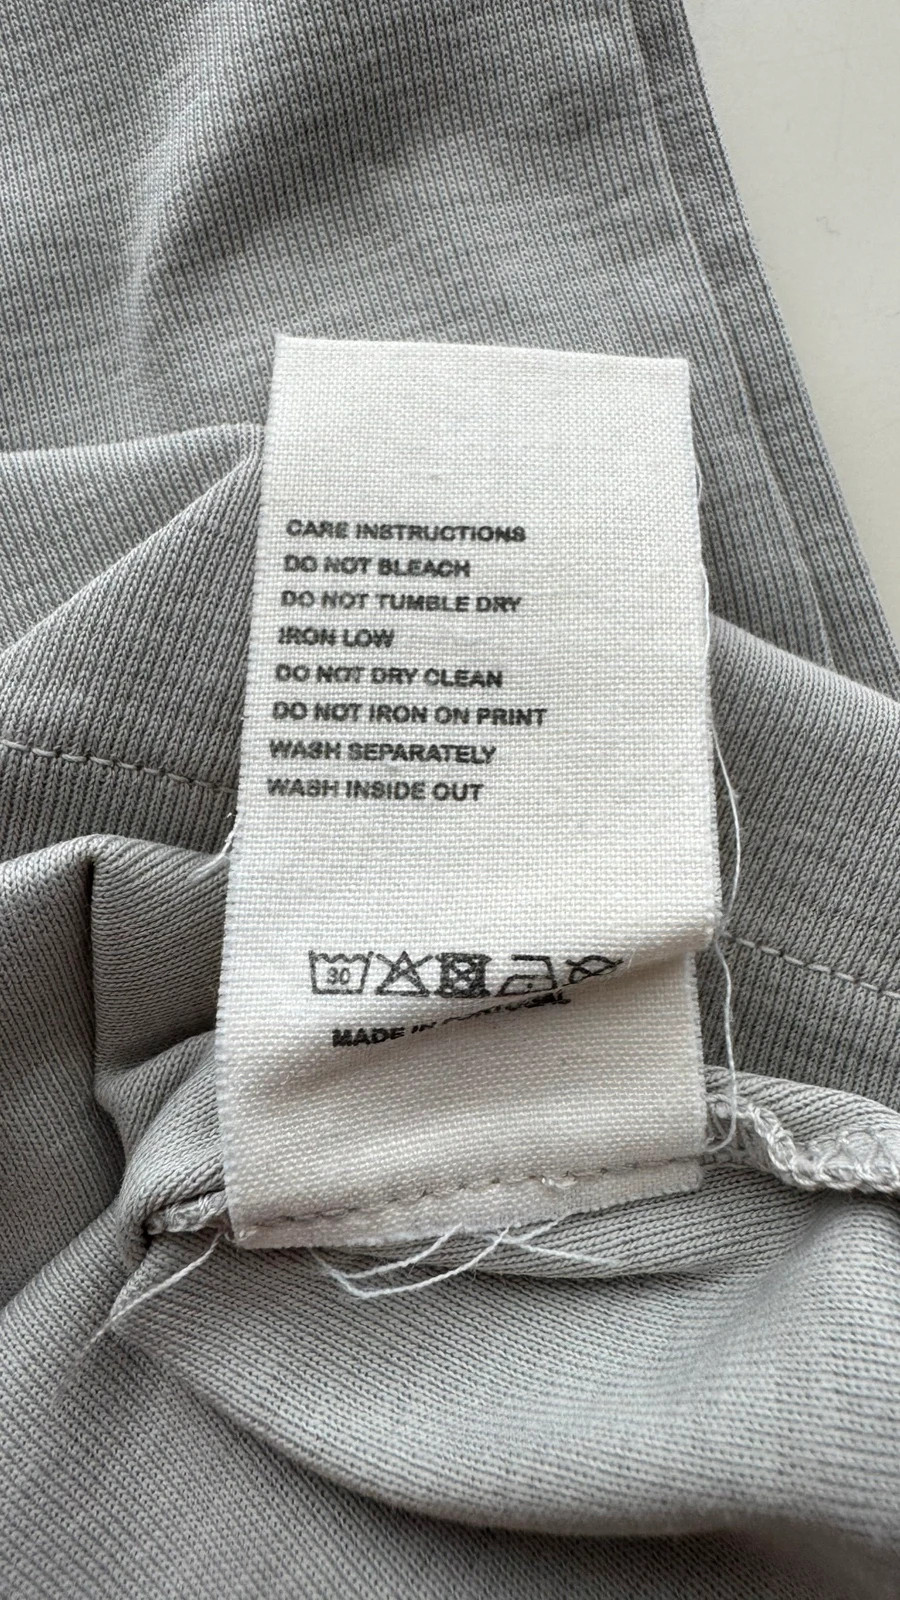 CARE INSTRUCTIONS
DO NOT BLEACH
DO NOT TUMBLE DRY
IRON LOW
DO NOT DRY CLEAN
DO NOT IRON ON PRINT
WASH SEPARATELY
WASH INSIDE OUT
30
MADE IN PORTUGAL